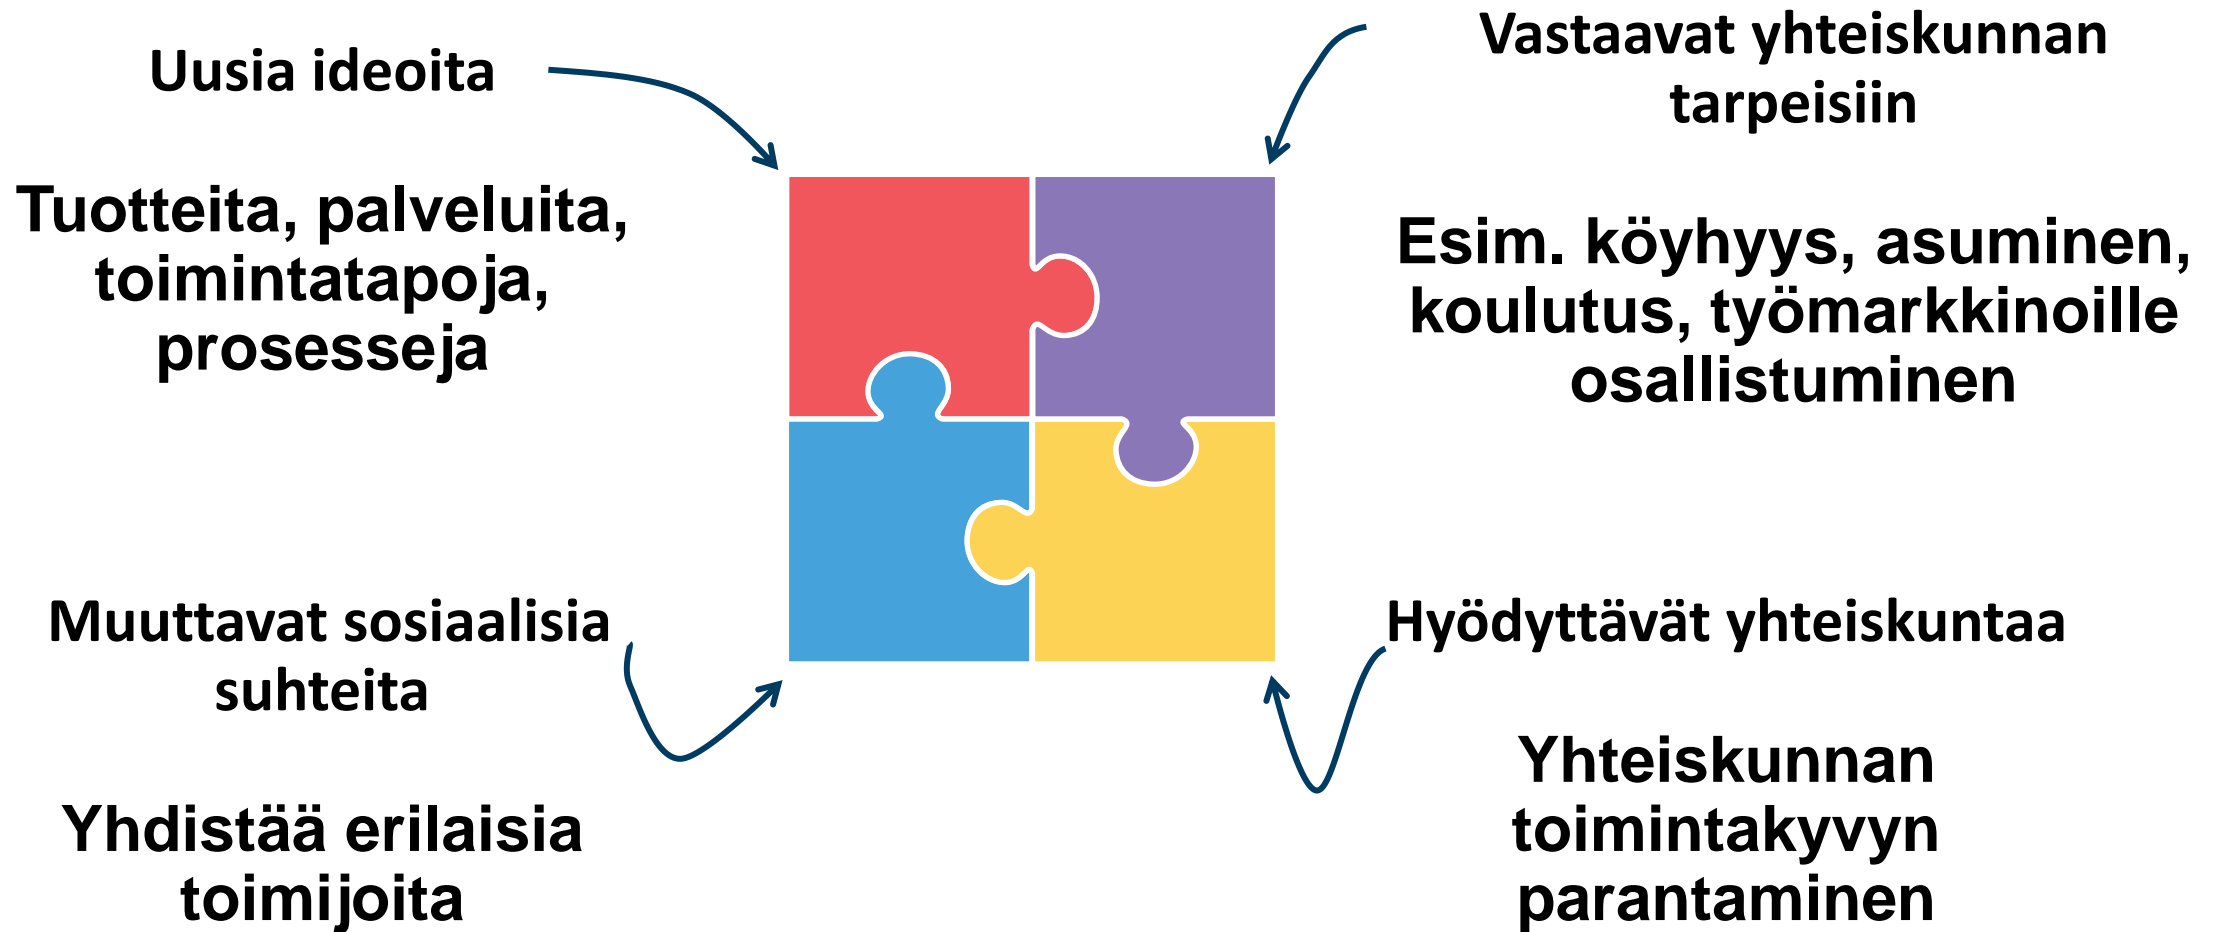 Uusia ideoita
Tuotteita, palveluita,
toimintatapoja,
prosesseja
Vastaavat yhteiskunnan
tarpeisiin
Esim. köyhyys, asuminen,
koulutus, työmarkkinoille
osallistuminen
Muuttavat sosiaalisia
suhteita
Yhdistää erilaisia
toimijoita
Hyödyttävät yhteiskuntaa
Yhteiskunnan
toimintakyvyn
parantaminen